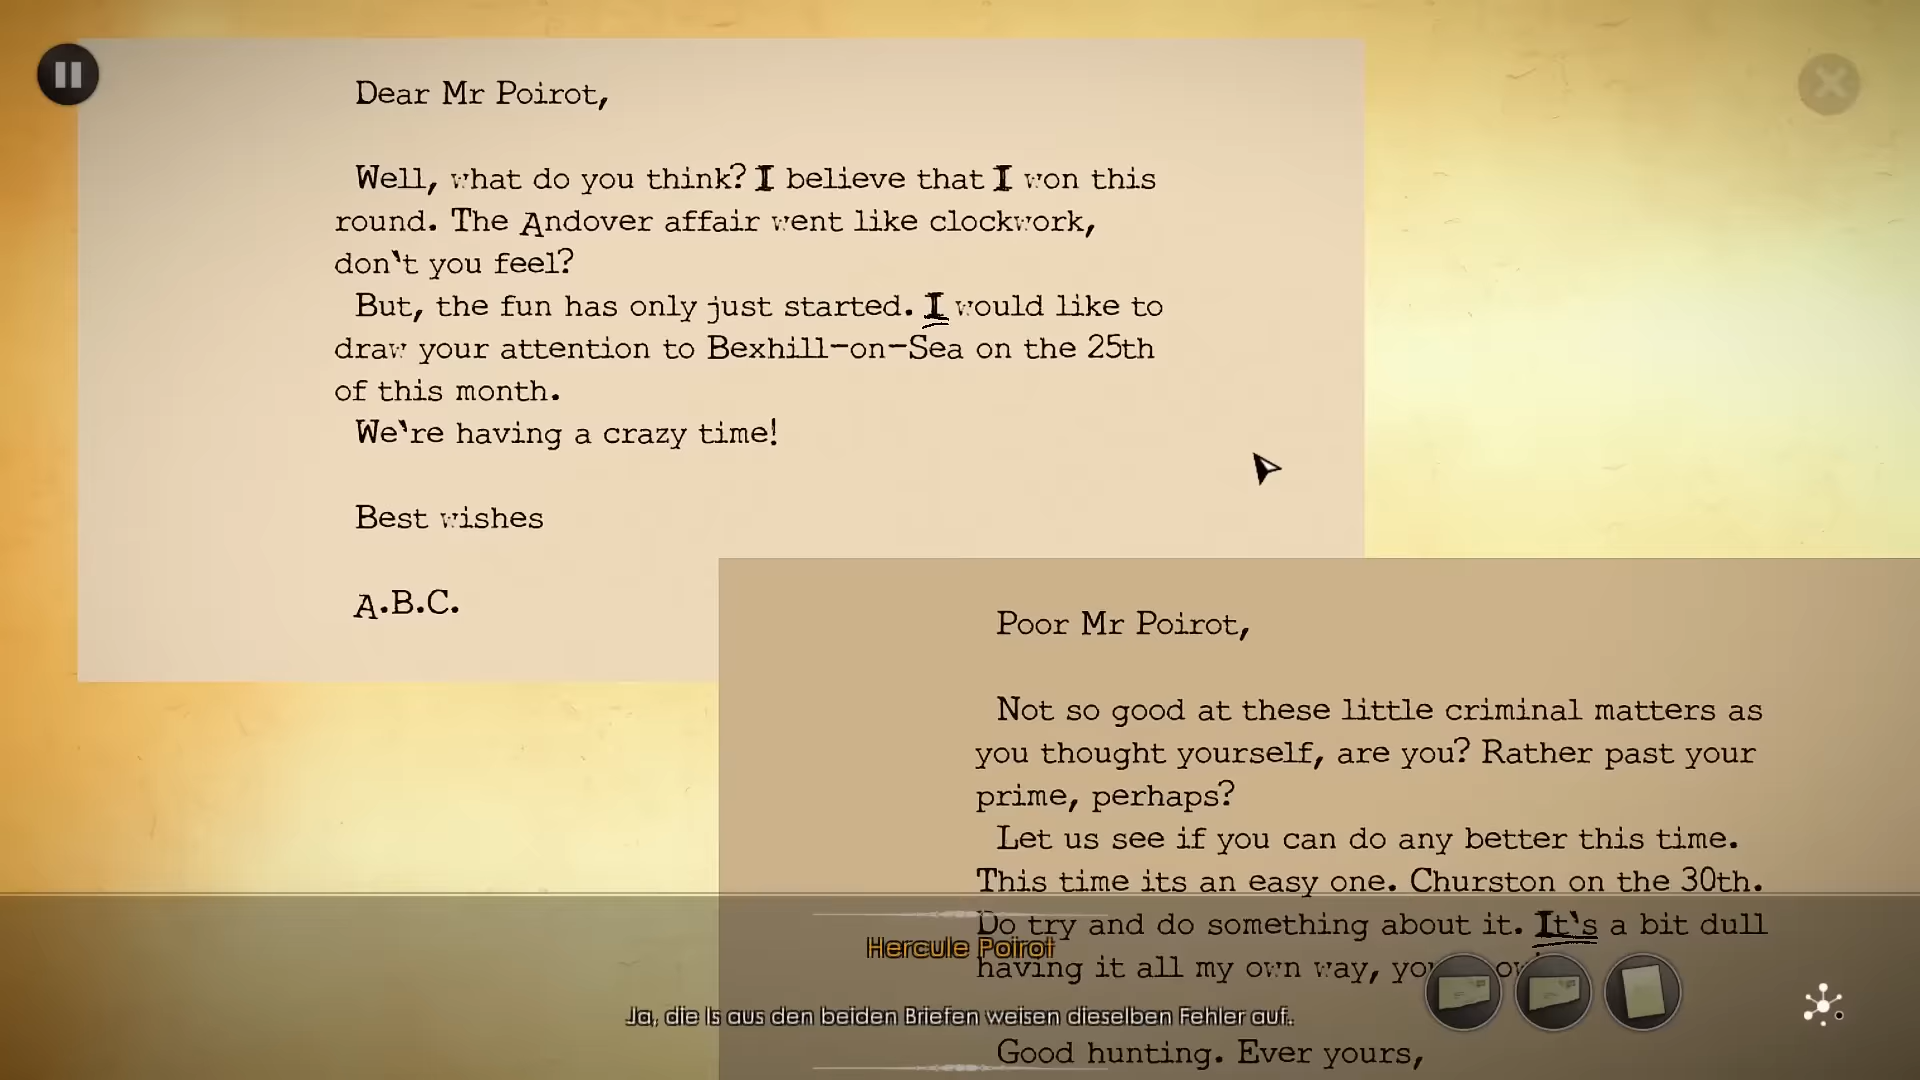 Dear Mr Poirot,
Well, what do you think? I believe that I won this
round. The Andover affair went like clockwork,
don't you feel?
But, the fun has only just started. I would like to
draw your attention to Bexhill-on-Sea on the 25th
of this month.
We're having a crazy time!
Best wishes
A.B.C.
Poor Mr Poirot,
Not so good at these little criminal matters as
you thought yourself, are you? Rather past your
prime, perhaps?
Let us see if you can do any better this time.
This time its an easy one. Churston on the 30th.
Do try and do something about it. It's a bit dull
having it all my own way,
Good hunting. Ever yours,
Hercule Poirot
Ja, die Is aus den beiden Briefen weisen dieselben Fehler auf.